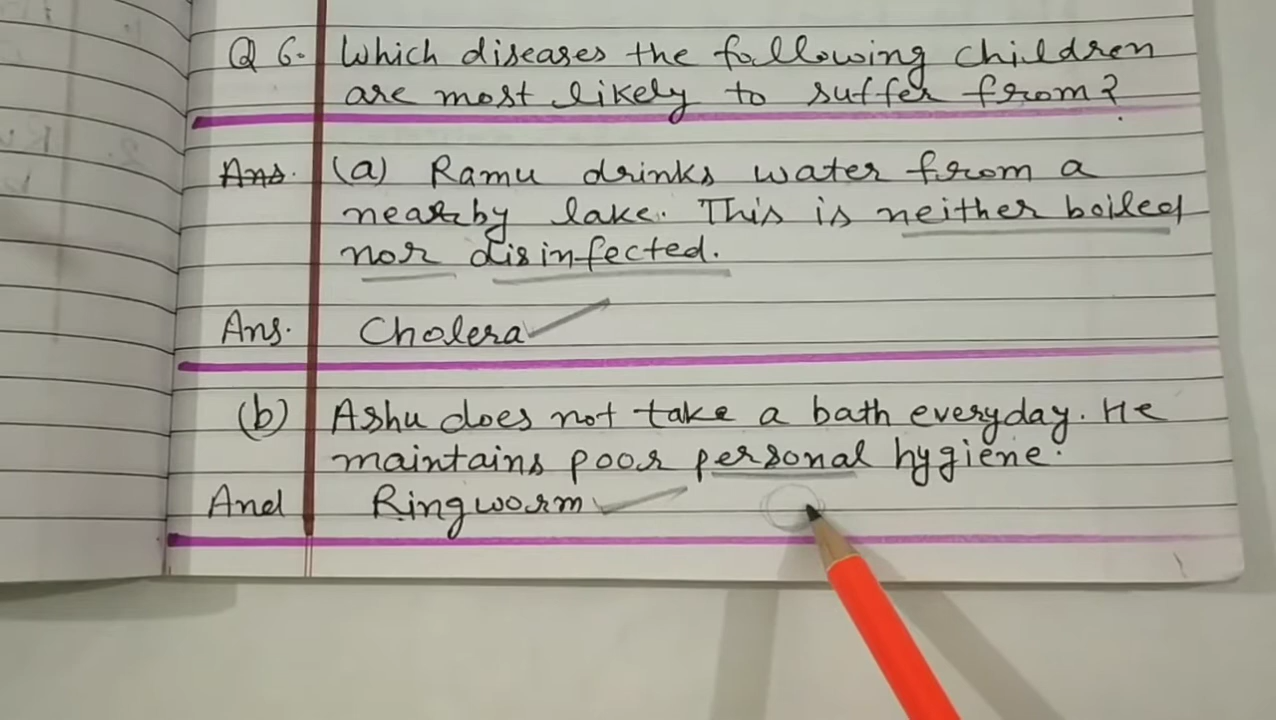 Q 6. Which diseases the following children
are most likely to suffer from?
Ans. (a) Ramu drinks water from a
nearby lake. This is neither boiled
nor disinfected.
Ans. Cholera
(b) Ashu does not take a bath everyday. He
maintains poor personal hygiene.
And Ringworm